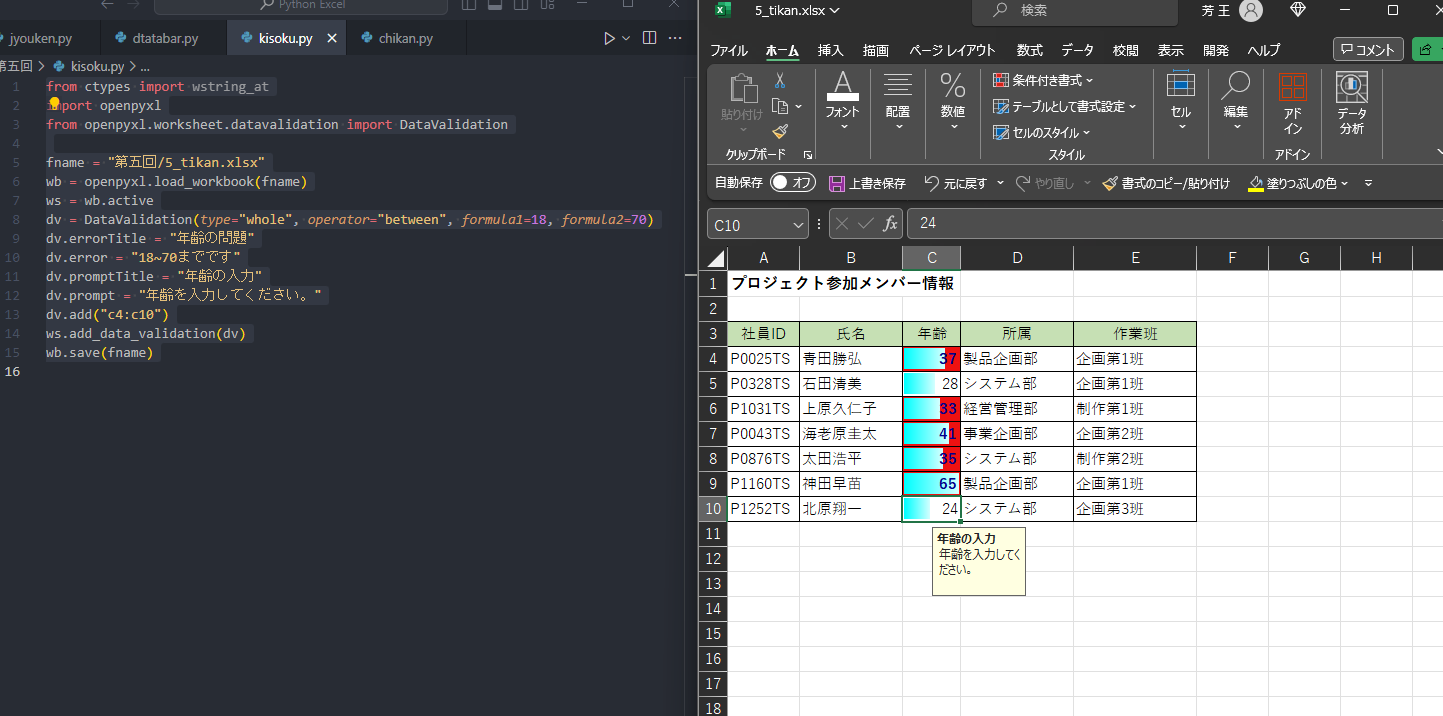 Python Excel
jyouken.py
dtatabar.py
kisoku.py
chikan.py
第五回 > kisoku.py > ...
1 from ctypes import wstring_at
2 import openpyxl
3 from openpyxl.worksheet.datavalidation import DataValidation
4
5 fname = "第五回/5_tikan.xlsx"
6 wb = openpyxl.load_workbook(fname)
7 ws = wb.active
8 dv = DataValidation(type="whole", operator="between", formula1=18, formula2=70)
9 dv.errorTitle = "年齢の問題"
10 dv.error = "18~70までです"
11 dv.promptTitle = "年齢の入力"
12 dv.prompt = "年齢を入力してください。"
13 dv.add("c4:c10")
14 ws.add_data_validation(dv)
15 wb.save(fname)
16
5_tikan.xlsx
検索
芳 王
ファイル ホーム 挿入 描画 ページ レイアウト 数式 データ 校閲 表示 開発 ヘルプ
コメント
貼り付け
クリップボード
フォント
配置
数値
条件付き書式
テーブルとして書式設定
セルのスタイル
スタイル
セル
編集
アド
イン
アドイン
データ
分析
自動保存 オフ 上書き保存 元に戻す やり直し 書式のコピー/貼り付け 塗りつぶしの色
C10 fx 24
A B C D E F G H
1 プロジェクト参加メンバー情報
2
3 社員ID 氏名 年齢 所属 作業班
4 P0025TS 青田勝弘 37 製品企画部 企画第1班
5 P0328TS 石田清美 28 システム部 企画第1班
6 P1031TS 上原久仁子 33 経営管理部 制作第1班
7 P0043TS 海老原圭太 41 事業企画部 企画第2班
8 P0876TS 太田浩平 35 システム部 制作第2班
9 P1160TS 神田早苗 65 製品企画部 企画第1班
10 P1252TS 北原翔一 24 システム部 企画第3班
11
年齢の入力
年齢を入力してく
ださい。
12
13
14
15
16
17
18